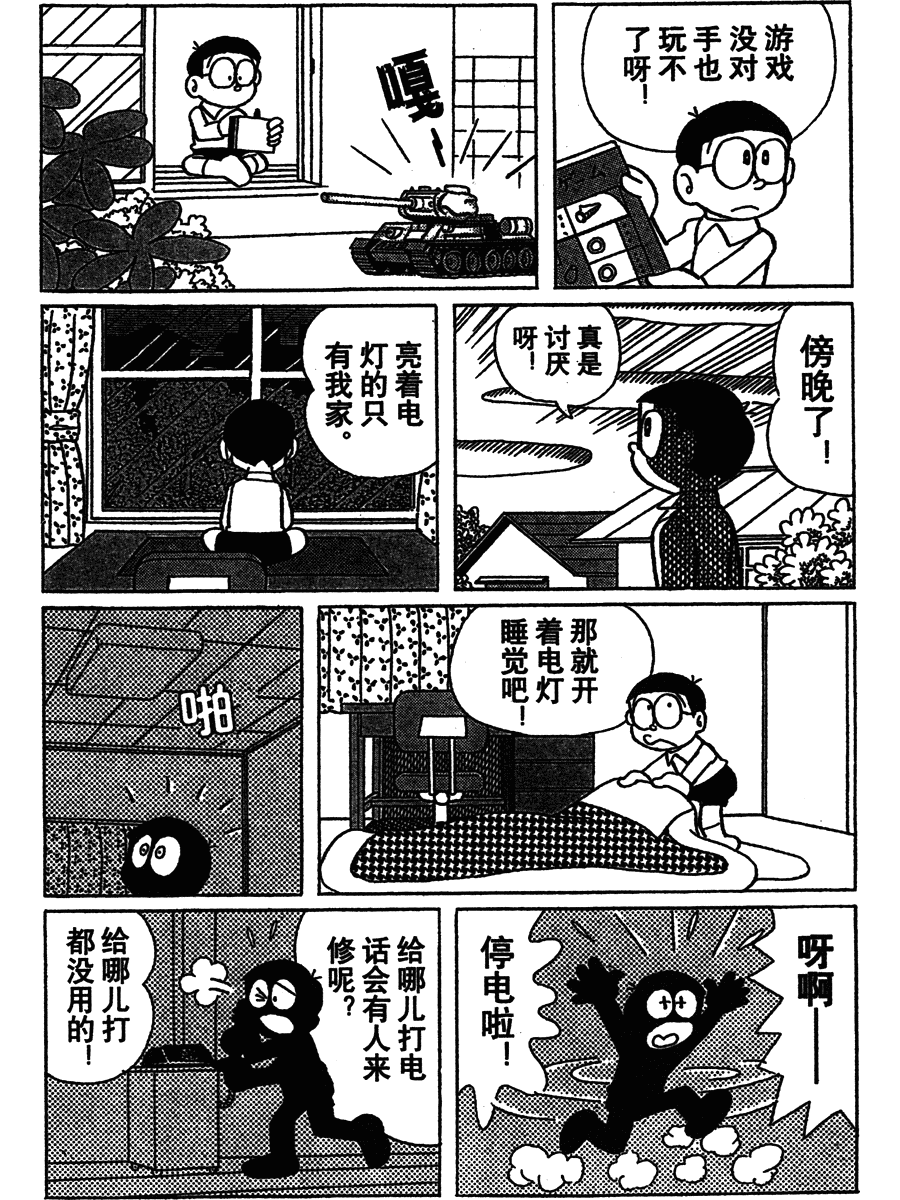 游戏
没对
手也
玩不
了呀！
ゲーム
嘎！
傍晚了！
真是
讨厌
呀！
亮着电
灯的只
有我家。
那就开
着电灯
睡觉吧！
啪
呀啊——
停电啦！
给哪儿打电
话会有人来
修呢？
给哪儿打
都没用的！